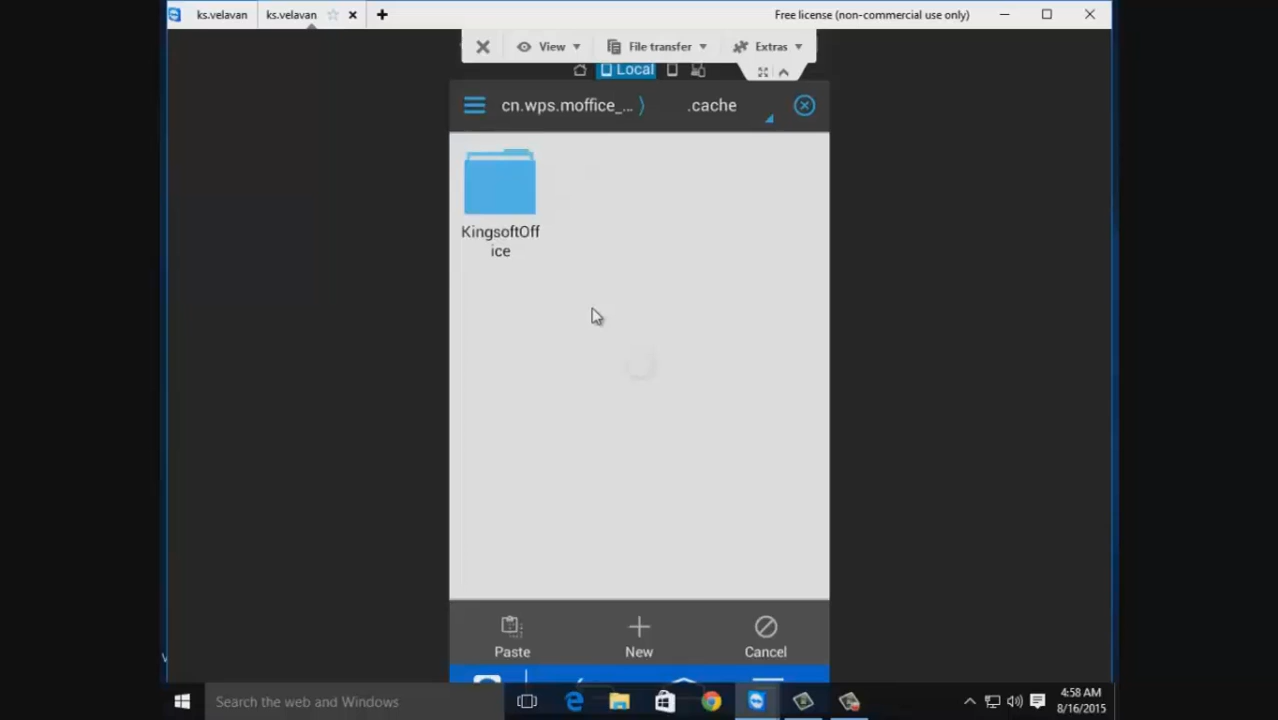 ks.velavan
ks.velavan
Free license (non-commercial use only)
View
File transfer
Extras
Local
cn.wps.moffice_...
.cache
KingsoftOff
ice
Paste
New
Cancel
Search the web and Windows
4:58 AM
8/16/2015